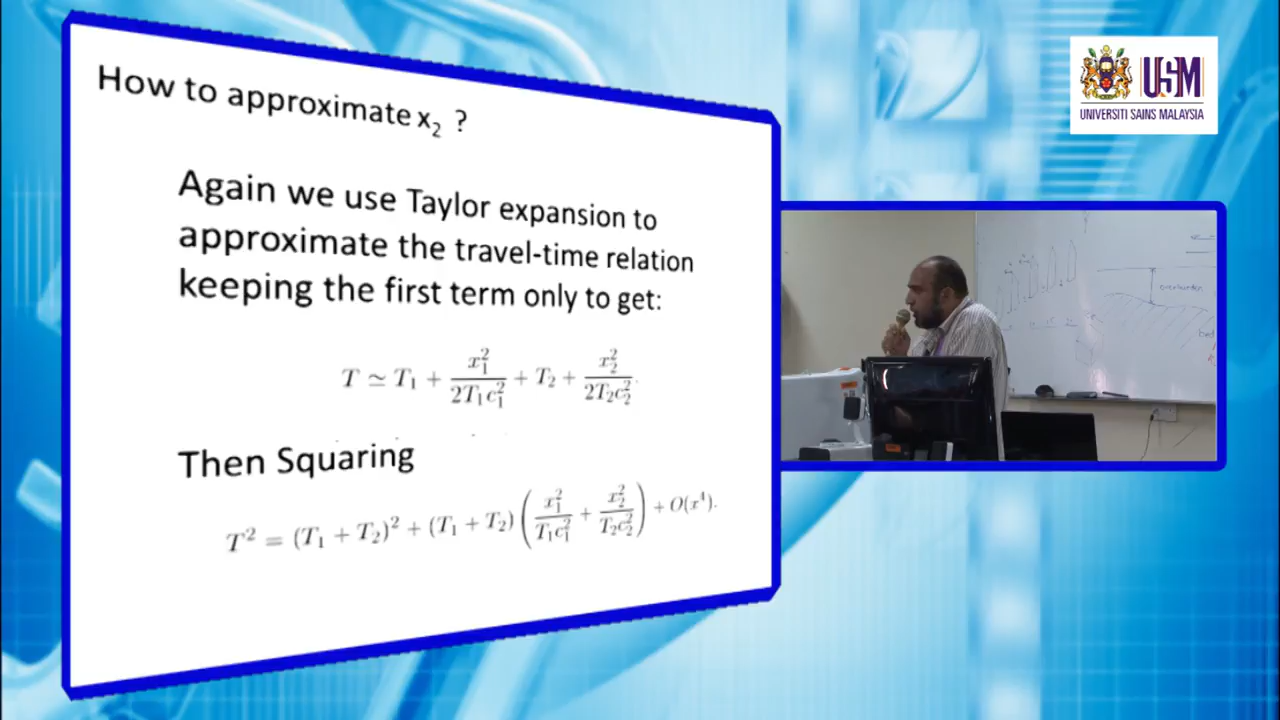 How to approximate x₂ ?
Again we use Taylor expansion to
approximate the travel-time relation
keeping the first term only to get:
T ≃ T₁ + x₁²/2T₁c₁² + T₂ + x₂²/2T₂c₂².
Then Squaring
T² = (T₁ + T₂)² + (T₁ + T₂) (x₁²/T₁c₁² + x₂²/T₂c₂²) + O(x⁴).
USM
UNIVERSITI SAINS MALAYSIA
overburden